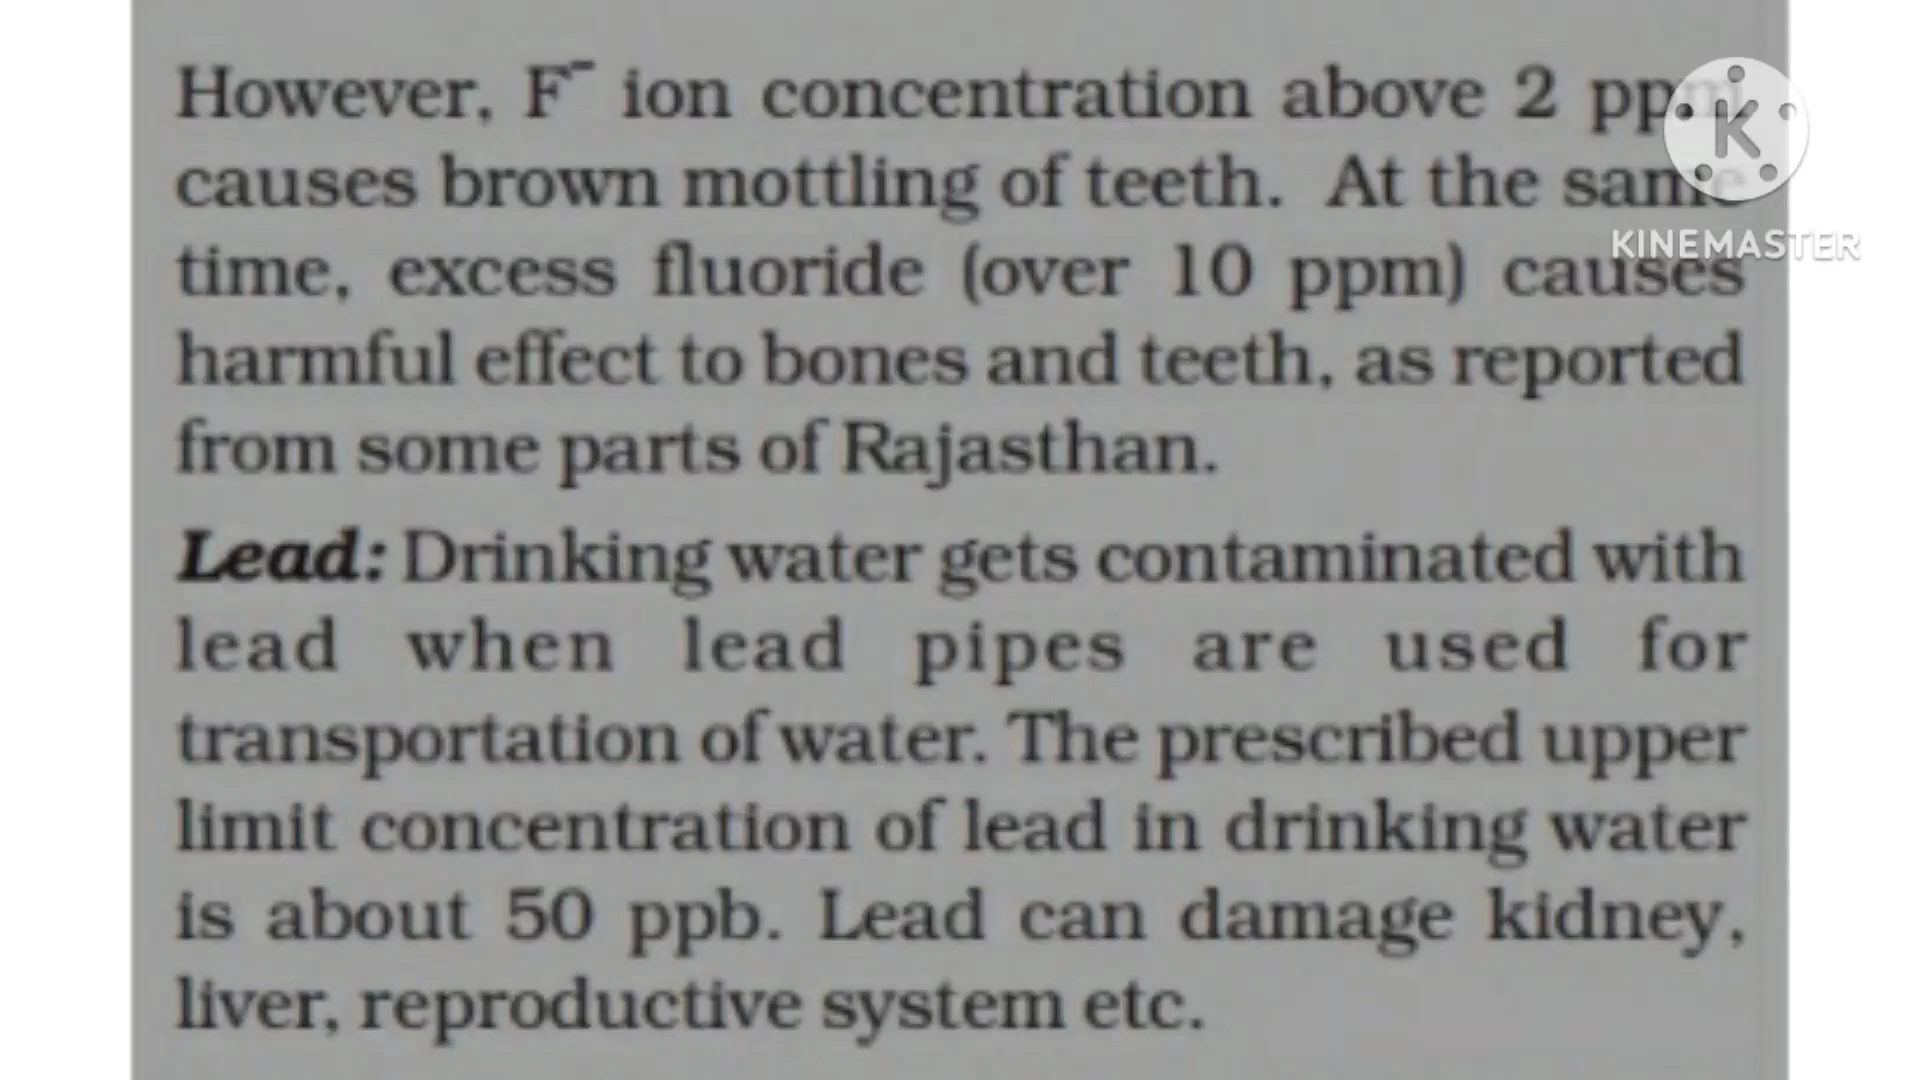 However, F⁻ ion concentration above 2 ppm
causes brown mottling of teeth. At the same
time, excess fluoride (over 10 ppm) causes
harmful effect to bones and teeth, as reported
from some parts of Rajasthan.
Lead: Drinking water gets contaminated with
lead when lead pipes are used for
transportation of water. The prescribed upper
limit concentration of lead in drinking water
is about 50 ppb. Lead can damage kidney,
liver, reproductive system etc.
K
KINEMASTER